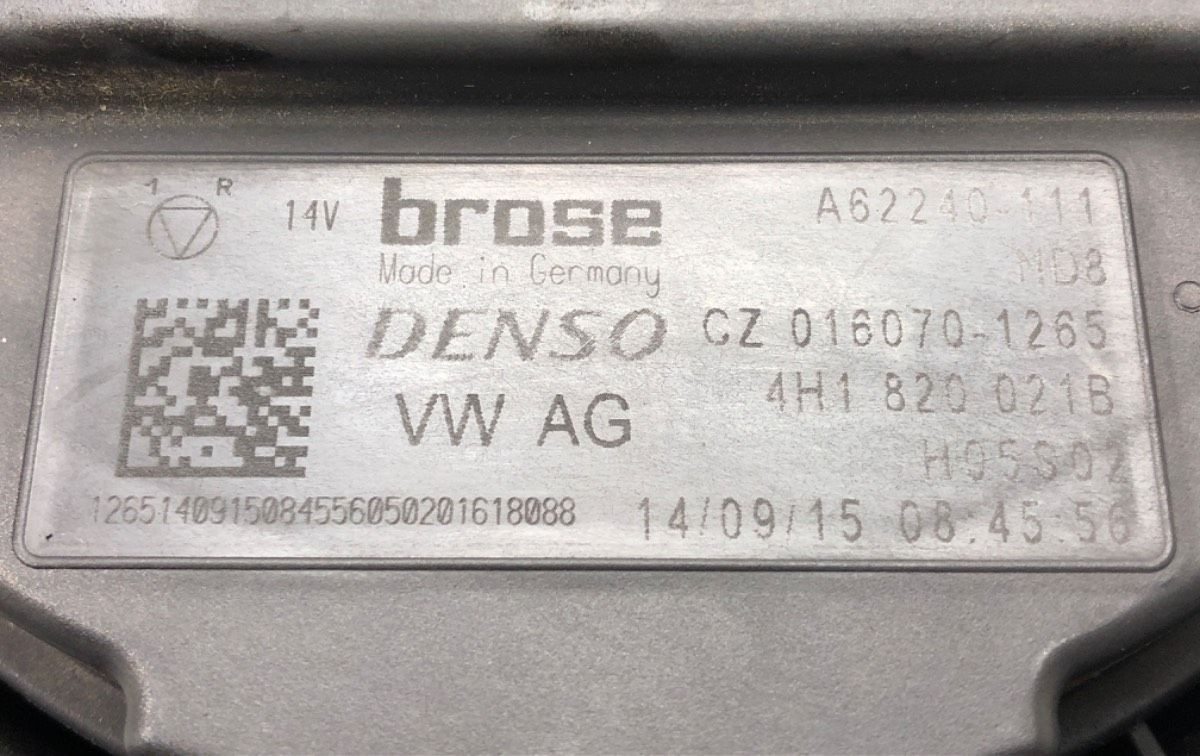 1 R
14V
brose
A62240-111
Made in Germany
MD8
DENSO
CZ 016070-1265
VW AG
4H1 820 021B
H05S02
1265140915084556050201618088
14/09/15 08:45:56